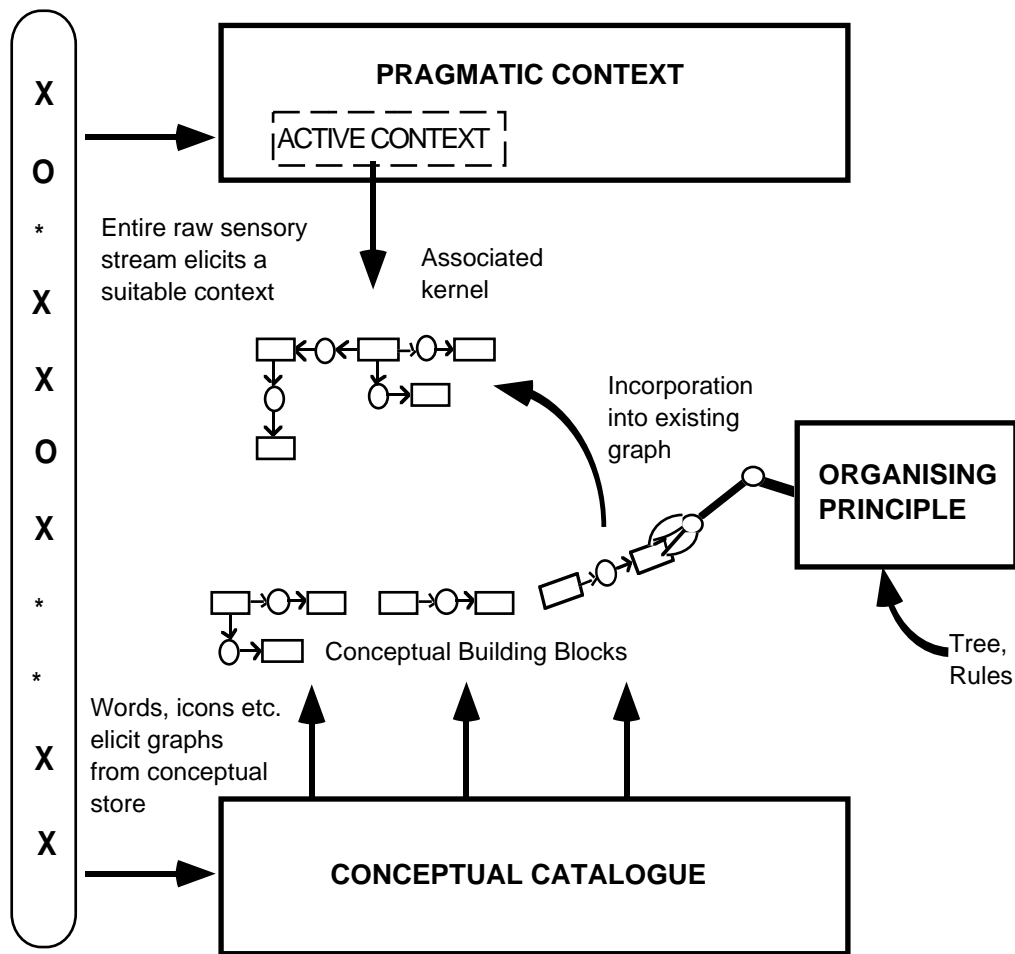 X
O
*
X
X
O
X
*
*
X
X
PRAGMATIC CONTEXT
ACTIVE CONTEXT
Entire raw sensory
stream elicits a
suitable context
Associated
kernel
Incorporation
into existing
graph
ORGANISING
PRINCIPLE
Tree,
Rules
Conceptual Building Blocks
Words, icons etc.
elicit graphs
from conceptual
store
CONCEPTUAL CATALOGUE